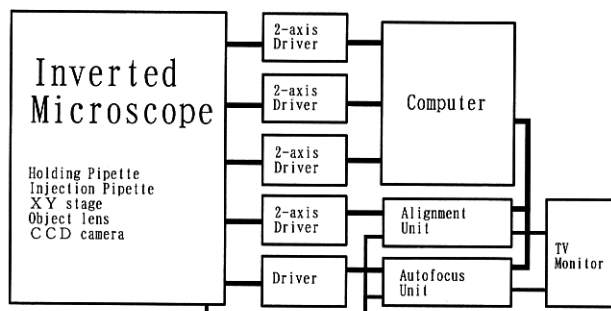 Inverted
Microscope
Holding Pipette
Injection Pipette
XY stage
Object lens
CCD camera
2-axis
Driver
2-axis
Driver
2-axis
Driver
2-axis
Driver
Driver
Computer
Alignment
Unit
Autofocus
Unit
TV
Monitor